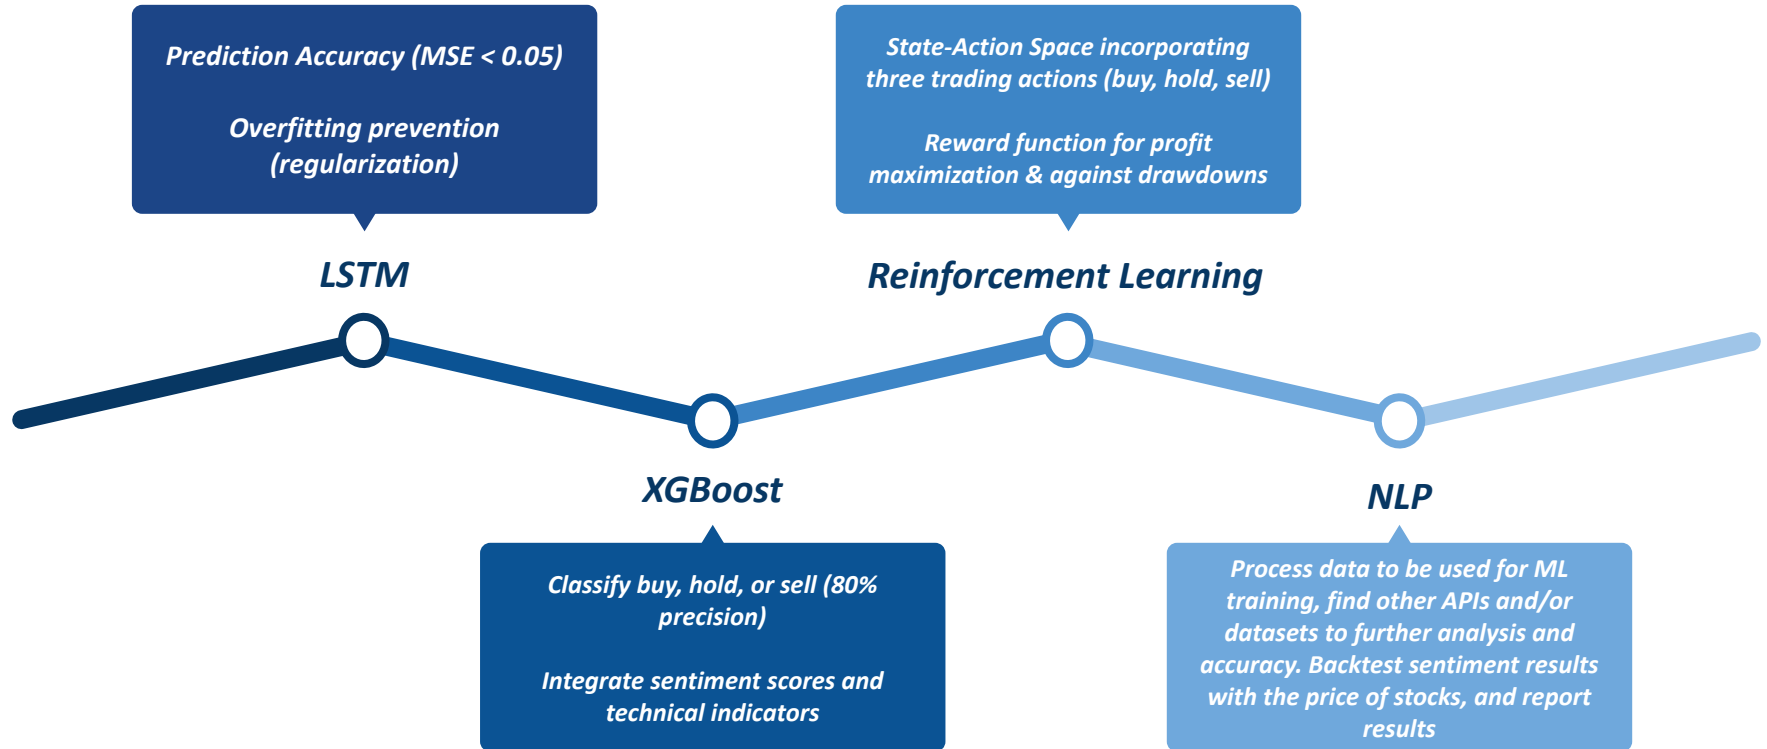 Prediction Accuracy (MSE < 0.05)
Overfitting prevention
(regularization)
LSTM
XGBoost
Classify buy, hold, or sell (80%
precision)
Integrate sentiment scores and
technical indicators
State-Action Space incorporating
three trading actions (buy, hold, sell)
Reward function for profit
maximization & against drawdowns
Reinforcement Learning
NLP
Process data to be used for ML
training, find other APIs and/or
datasets to further analysis and
accuracy. Backtest sentiment results
with the price of stocks, and report
results